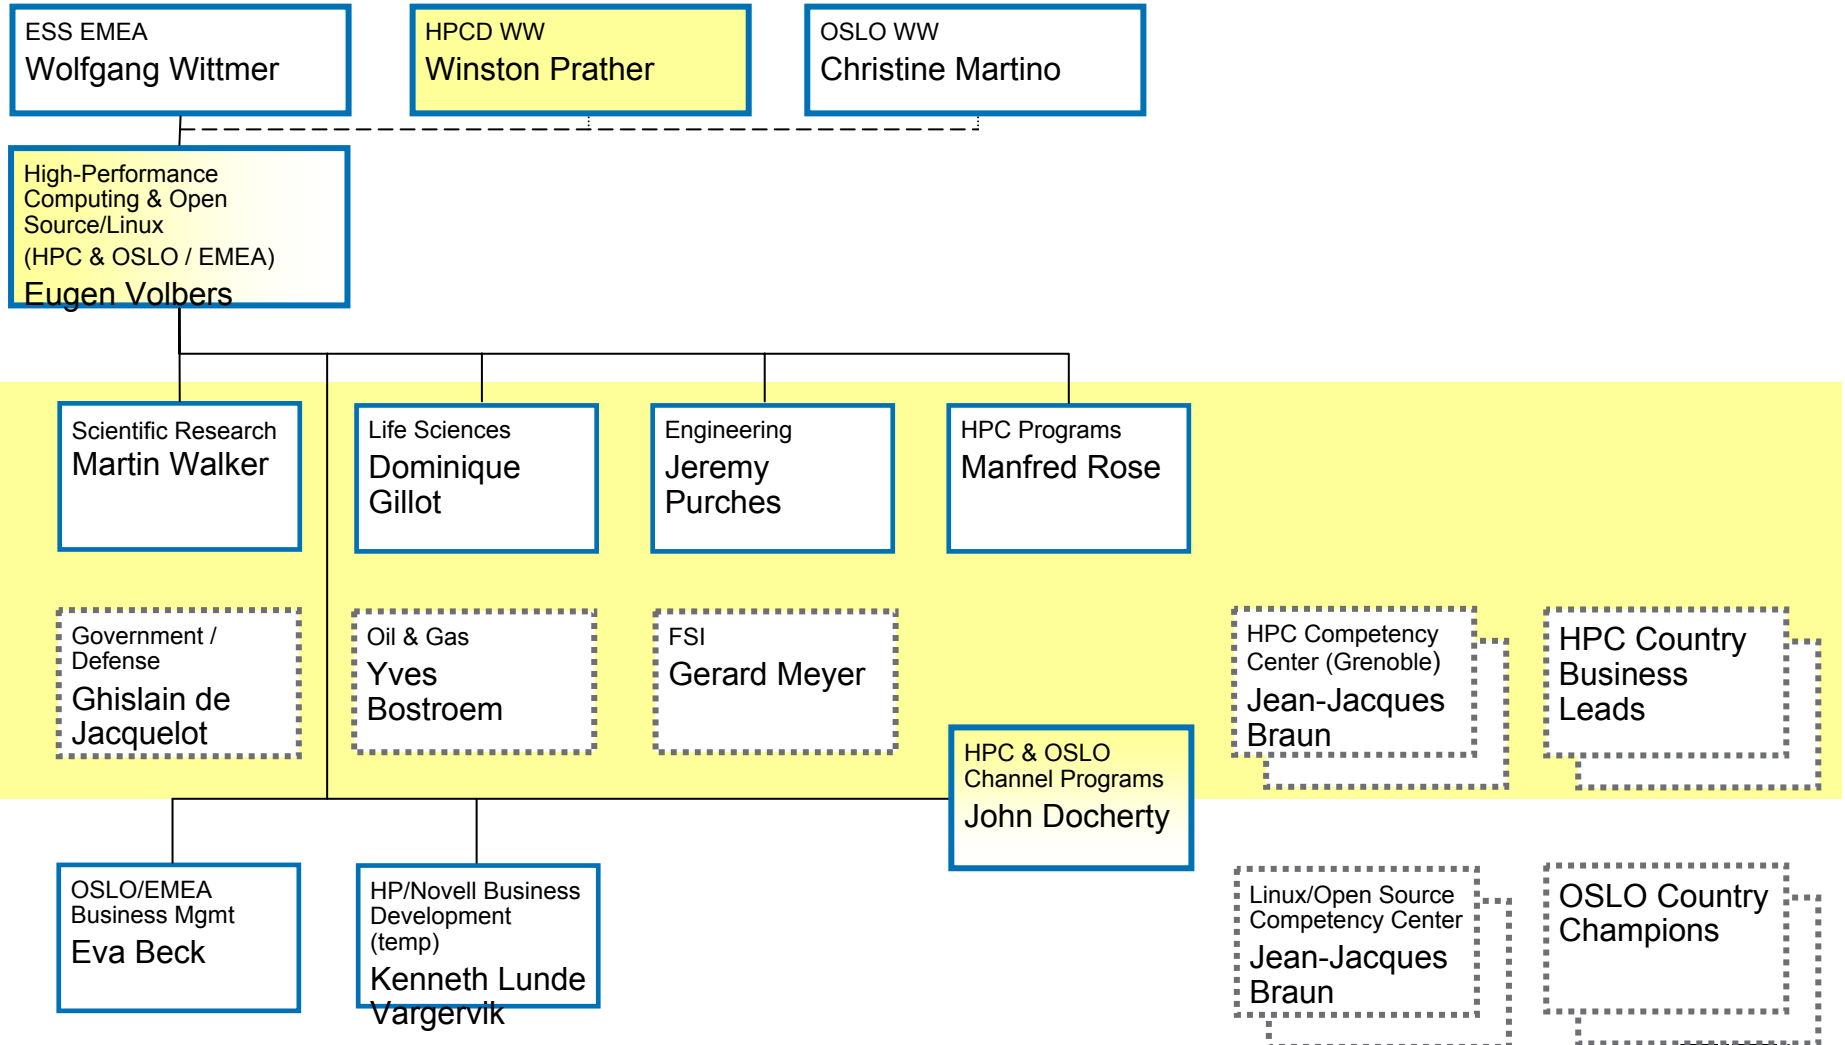 ESS EMEA
Wolfgang Wittmer
HPCD WW
Winston Prather
OSLO WW
Christine Martino
High-Performance
Computing & Open
Source/Linux
(HPC & OSLO / EMEA)
Eugen Volbers
Scientific Research
Martin Walker
Life Sciences
Dominique
Gillot
Engineering
Jeremy
Purches
HPC Programs
Manfred Rose
Government /
Defense
Ghislain de
Jacquelot
Oil & Gas
Yves
Bostroem
FSI
Gerard Meyer
HPC Competency
Center (Grenoble)
Jean-Jacques
Braun
HPC Country
Business
Leads
HPC & OSLO
Channel Programs
John Docherty
OSLO/EMEA
Business Mgmt
Eva Beck
HP/Novell Business
Development
(temp)
Kenneth Lunde
Vargervik
Linux/Open Source
Competency Center
Jean-Jacques
Braun
OSLO Country
Champions